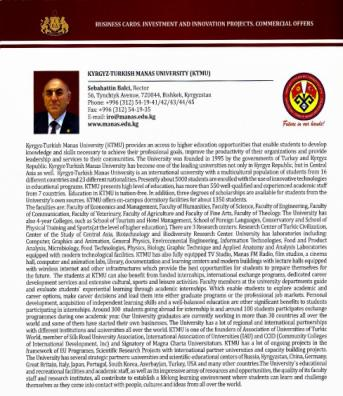 BUSINESS CARDS, INVESTMENT AND INNOVATION PROJECTS, COMMERCIAL OFFERS
KYRGYZ-TURKISH MANAS UNIVERSITY (KTMU)
Sebahattin Balci, Rector
56, Tynchtyk Avenue, 720044, Bishkek, Kyrgyzstan
Phone: +996 (312) 54-19-41/42/43/44/45
Fax: +996 (312) 54-19-35
E-mail: iro@manas.edu.kg
www.manas.edu.kg
Future in our hands!
Kyrgyz-Turkish Manas University (KTMU) provides an access to higher education opportunities that enable students to develop
knowledge and skills necessary to achieve their professional goals, improve the productivity of their organizations and provide
leadership and services to their communities. The University was founded in 1995 by the governments of Turkey and Kyrgyz
Republic. Kyrgyz-Turkish Manas University has become one of the leading universities not only in Kyrgyz Republic, but in Central
Asia as well. Kyrgyz-Turkish Manas University is an international university with a multicultural population of students from 16
different countries and 23 different nationalities. Presently about 5000 students are enrolled with the use of innovative technologies
in educational programs. KTMU presents high level of education, has more than 550 well qualified and experienced academic staff
from 7 countries. Education in KTMU is tuition-free. In addition, three degrees of scholarships are available for students from the
University's own sources. KTMU offers on-campus dormitory facilities for about 1350 students.
The faculties are: Faculty of Economics and Management, Faculty of Humanities, Faculty of Science, Faculty of Engineering, Faculty
of Communication, Faculty of Veterinary, Faculty of Agriculture and Faculty of Fine Arts, Faculty of Theology. The University has
also 4-year Colleges, such as School of Tourism and Hotel Management, School of Foreign Languages, Conservatory and School of
Physical Training and Sports(at the level of higher education). There are 3 Research centers: Research Center of Turkic Civilization,
Center of the Study of Central Asia, Biotechnology and Biodiversity Research Center. University has laboratories including:
Computer, Graphics and Animation, General Physics, Environmental Engineering, Information Technologies, Food and Product
Analysis, Microbiology, Food Technologies, Physics, Biology, Graphic Technique and Applied Anatomy and Analysis Laboratories
equipped with modern technological facilities. KTMU has also fully equipped TV Studio, Manas FM Radio, film studios, a cinema
hall, computer and animation labs, library, documentation and learning centers and modern buildings with lecture halls equipped
with wireless internet and other infrastructures which provide the best opportunities for students to prepare themselves for
the future. The students at KTMU can also benefit from funded internships, international exchange programs, dedicated career
development services and extensive cultural, sports and leisure activities. Faculty members at the university departments guide
and evaluate students' experiential learning through academic internships. Which enable students to explore academic and
career options, make career decisions and lead them into either graduate programs or the professional job markets. Personal
development, acquisition of independent learning skills and a well-balanced education are other significant benefits to students
participating in internships. Around 300 students going abroad for internship is and around 100 students participates exchange
programmes during one academic year. Our University graduates are currently working in more than 30 countries all over the
world and some of them have started their own businesses. The University has a lot of regional and international partnerships
with different institutions and universities all over the world. KTMU is one of the founders of Association of Universities of Turkic
World, member of Silk Road University Association, International Association of Universities (IAU) and CCID (Community Colleges
of International Development, Inc) and Signatory of Magna Charta Universitatum. KTMU has a lot of ongoing projects in the
framework of EU Programs, Scientific Research Projects with international partner universities and capacity building projects.
The University has several strategic partners: universities and scientific-educational centers of Russia, Kyrgyzstan, China, Germany,
Great Britain, Italy, Japan, Portugal, South Korea, Azerbaijan, Turkey, USA and many other countries. The University's educational
and recreational facilities and academic staff, as well as its impressive array of resources and opportunities, the quality of its faculty
staff and research institutes, all contribute to establish a lifelong learning environment where students can learn and challenge
themselves as they come into contact with people, cultures and ideas from all over the world.